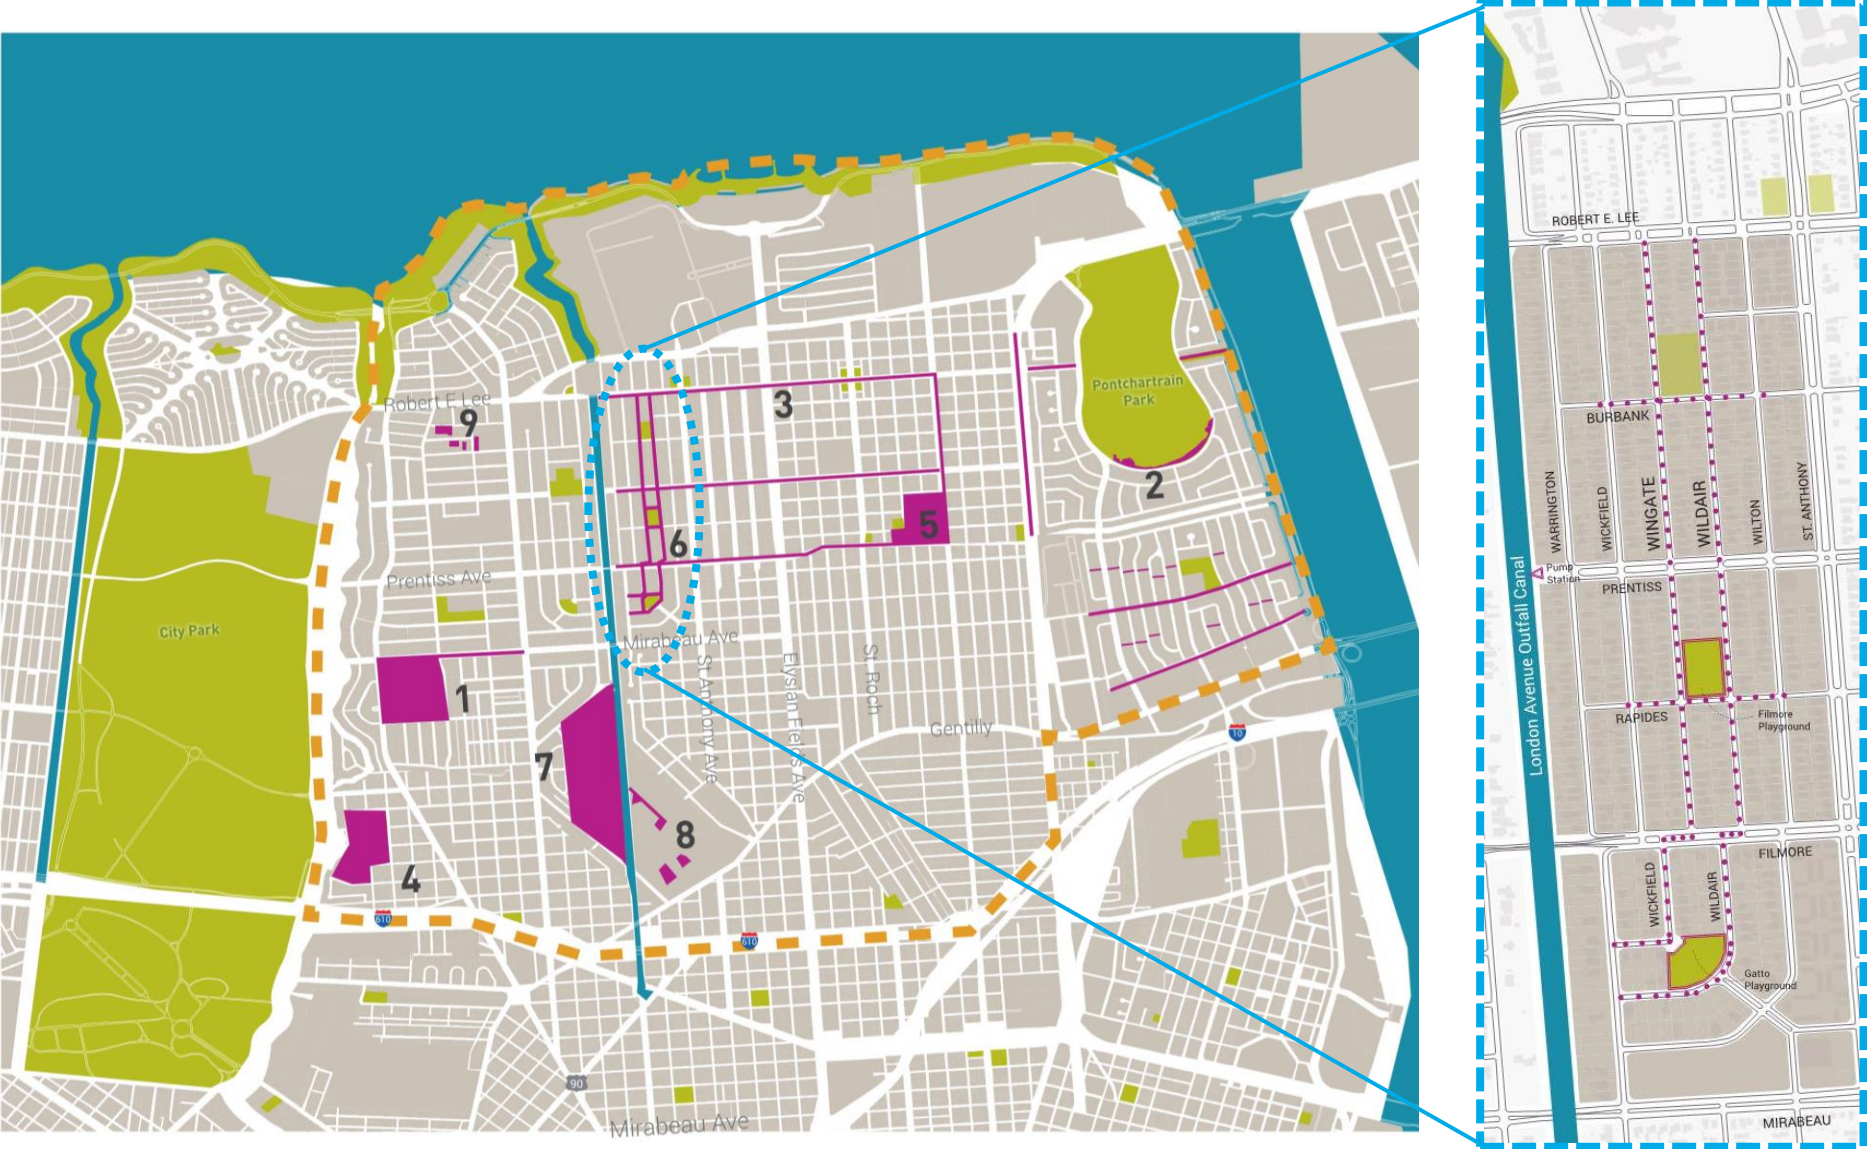 Robert E Lee
9
3
Pontchartrain
Park
2
5
6
Prentiss Ave
City Park
Mirabeau Ave
St Anthony Ave
Elysian Fields Ave
St. Roch
Gentilly
1
7
10
8
4
610
610
90
Mirabeau Ave
ROBERT E. LEE
BURBANK
WARRINGTON
WICKFIELD
WINGATE
WILDAIR
WILTON
ST. ANTHONY
Pump
Station
PRENTISS
London Avenue Outfall Canal
RAPIDES
Filmore
Playground
FILMORE
WICKFIELD
WILDAIR
Gatto
Playground
MIRABEAU